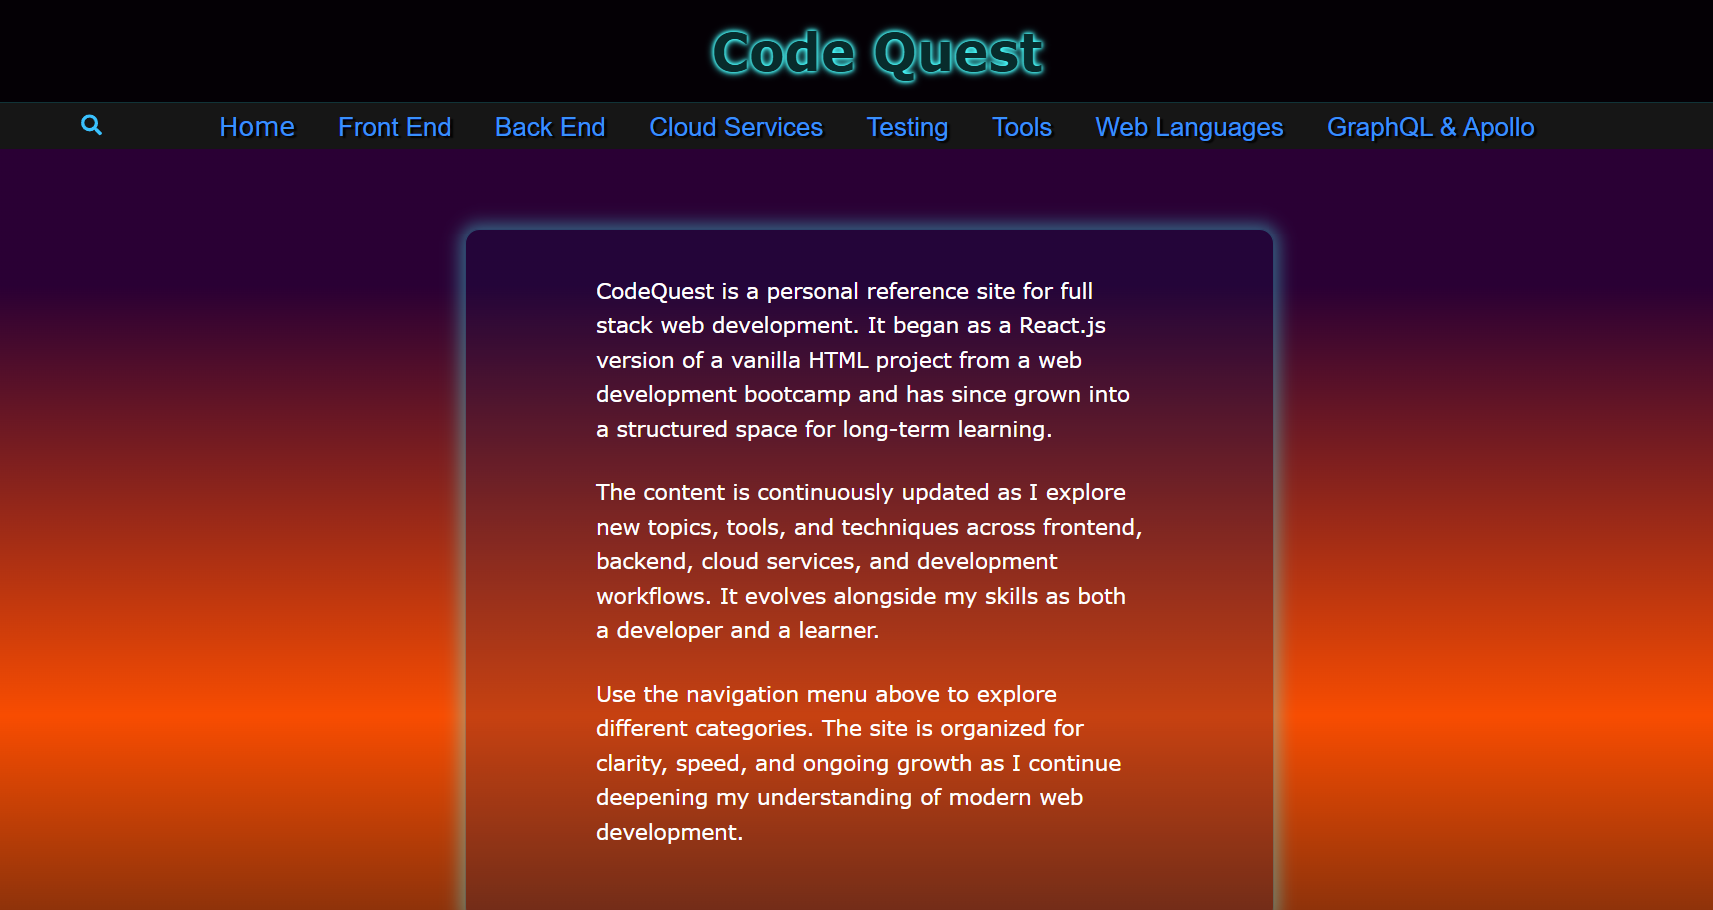 Code Quest
Home Front End Back End Cloud Services Testing Tools Web Languages GraphQL & Apollo
CodeQuest is a personal reference site for full
stack web development. It began as a React.js
version of a vanilla HTML project from a web
development bootcamp and has since grown into
a structured space for long-term learning.
The content is continuously updated as I explore
new topics, tools, and techniques across frontend,
backend, cloud services, and development
workflows. It evolves alongside my skills as both
a developer and a learner.
Use the navigation menu above to explore
different categories. The site is organized for
clarity, speed, and ongoing growth as I continue
deepening my understanding of modern web
development.